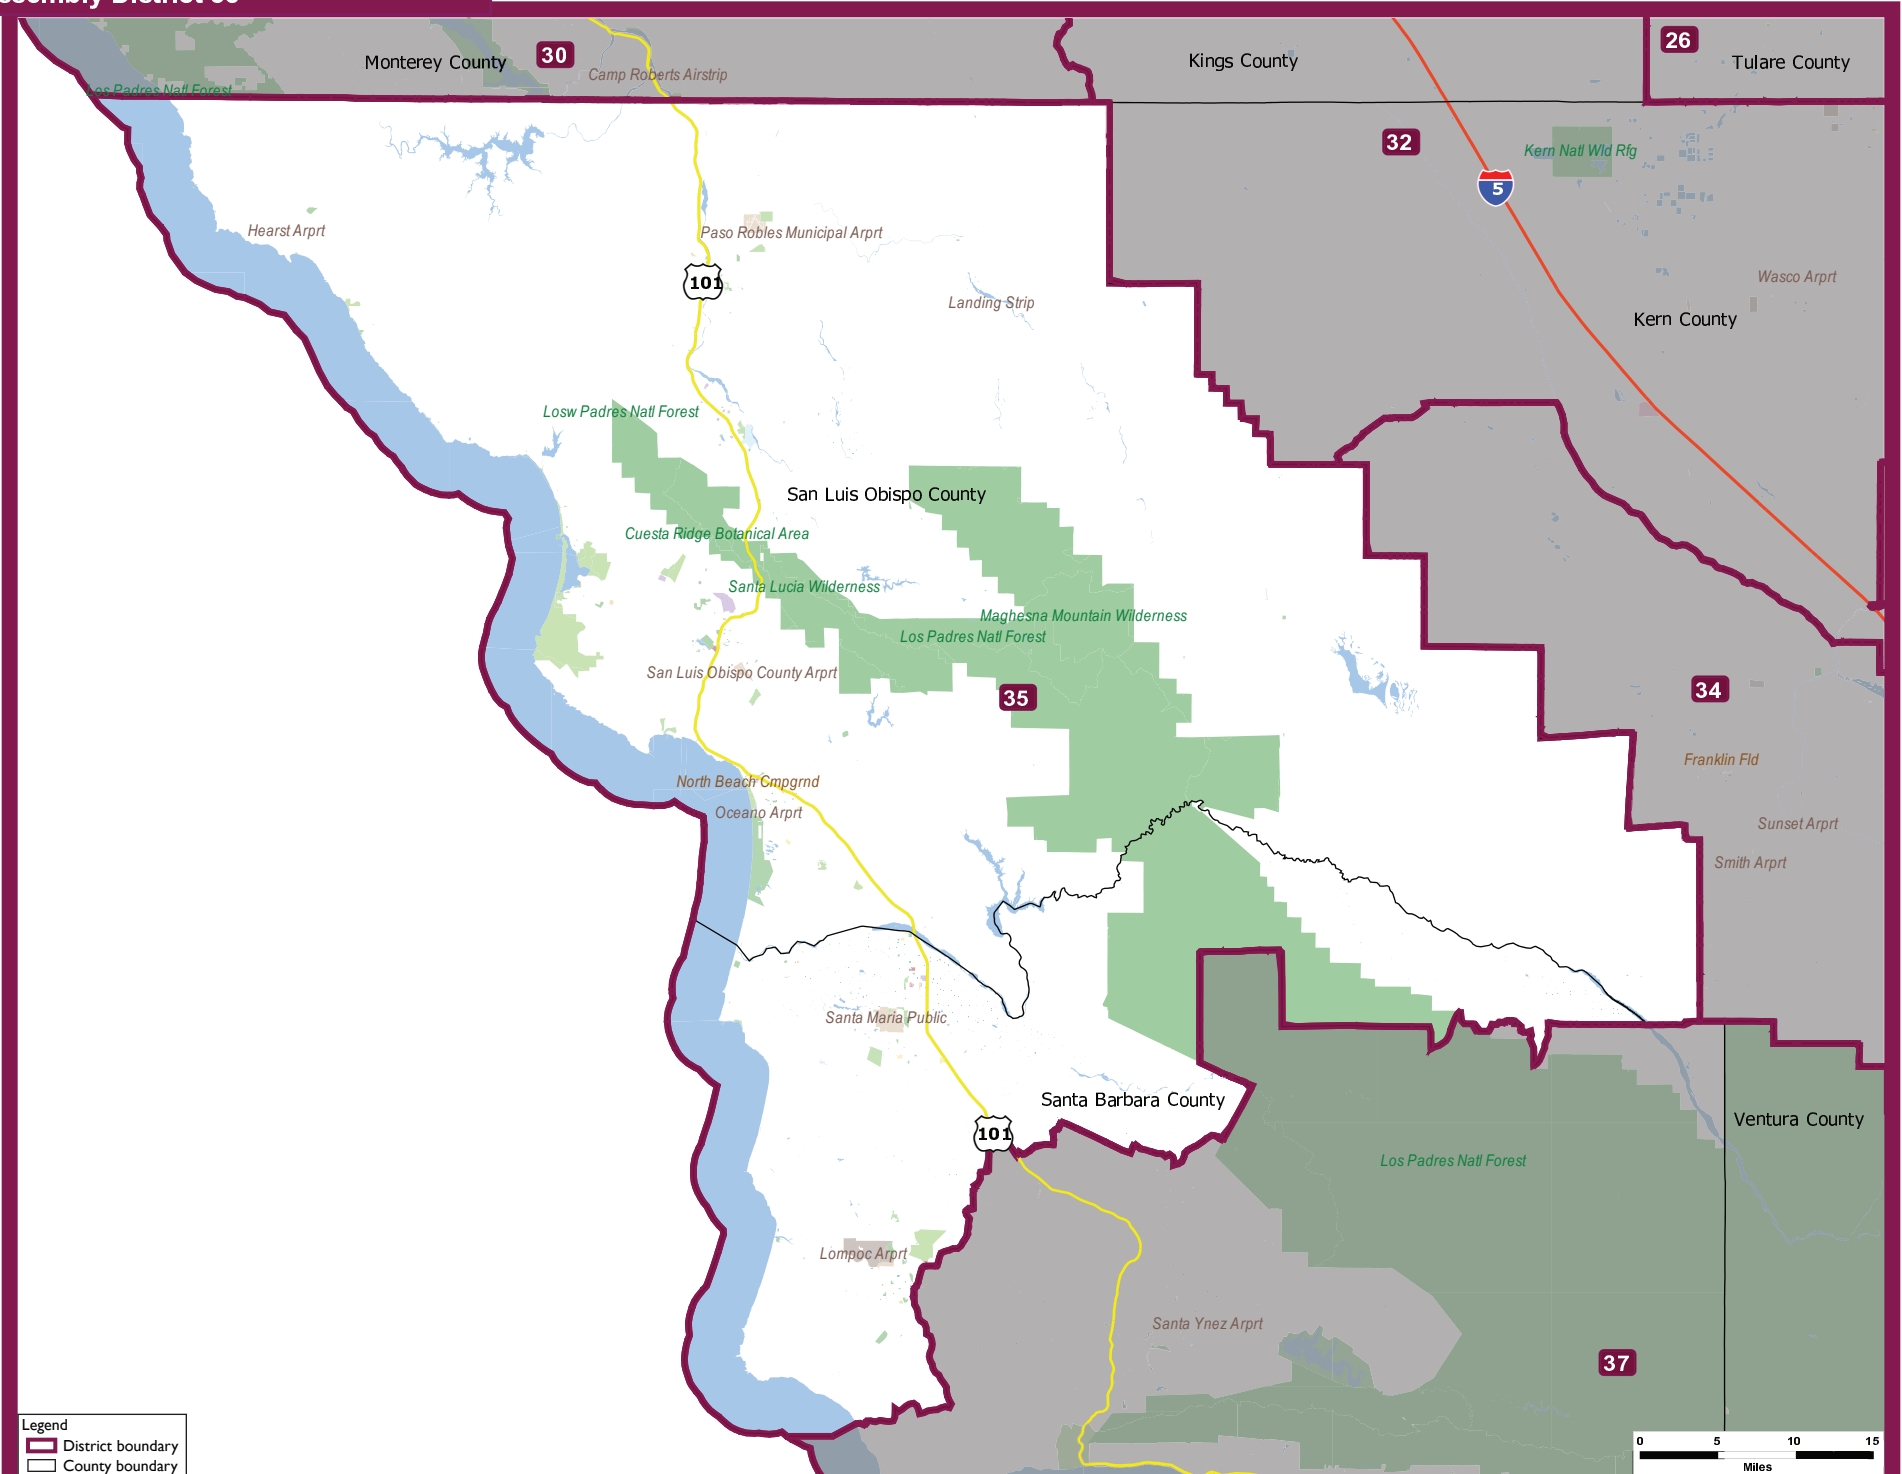 Assembly District 35
Monterey County
30
Camp Roberts Airstrip
Los Padres Natl Forest
Kings County
26
Tulare County
32
Kern Natl Wld Rfg
5
Hearst Arprt
Paso Robles Municipal Arprt
101
Landing Strip
Wasco Arprt
Kern County
Losw Padres Natl Forest
San Luis Obispo County
Cuesta Ridge Botanical Area
Santa Lucia Wilderness
Maghesna Mountain Wilderness
Los Padres Natl Forest
San Luis Obispo County Arprt
35
34
Franklin Fld
North Beach Cmpgrnd
Oceano Arprt
Sunset Arprt
Smith Arprt
Santa Maria Public
Santa Barbara County
101
Ventura County
Los Padres Natl Forest
Lompoc Arprt
Santa Ynez Arprt
37
Legend
District boundary
County boundary
0 5 10 15
Miles